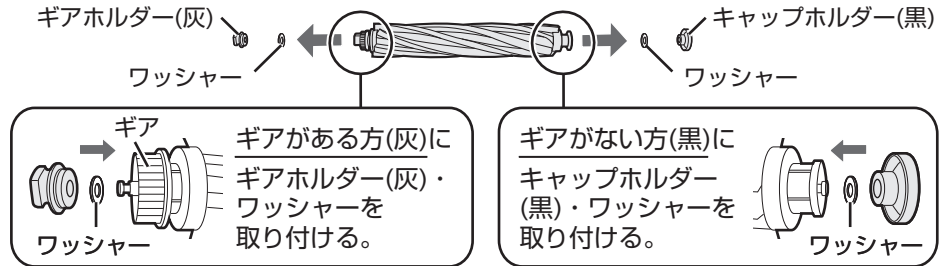 ギアホルダー(灰)
ワッシャー
キャップホルダー(黒)
ワッシャー
ギア
ワッシャー
ギアがある方(灰)に
ギアホルダー(灰)・
ワッシャーを
取り付ける。
ギアがない方(黒)に
キャップホルダー
(黒)・ワッシャーを
取り付ける。
ワッシャー